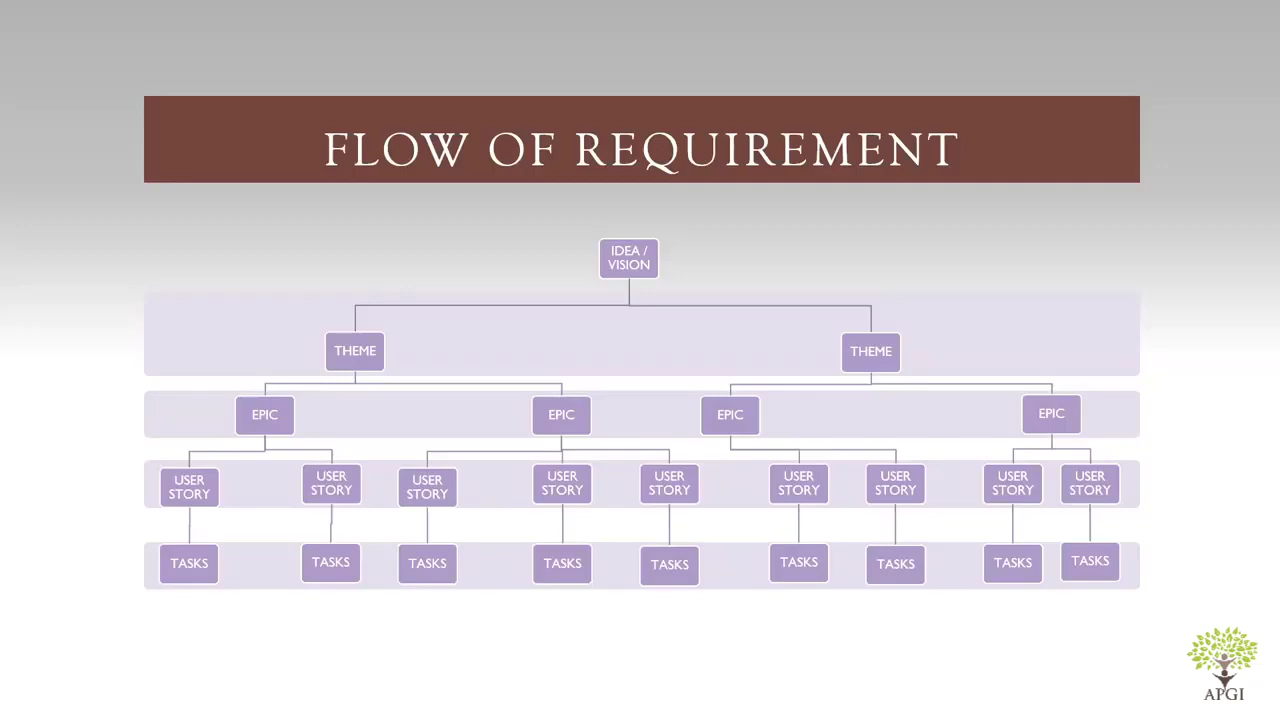 FLOW OF REQUIREMENT
IDEA /
VISION
THEME
THEME
EPIC
EPIC
EPIC
EPIC
USER
STORY
USER
STORY
USER
STORY
USER
STORY
USER
STORY
USER
STORY
USER
STORY
USER
STORY
USER
STORY
TASKS
TASKS
TASKS
TASKS
TASKS
TASKS
TASKS
TASKS
TASKS
APGI